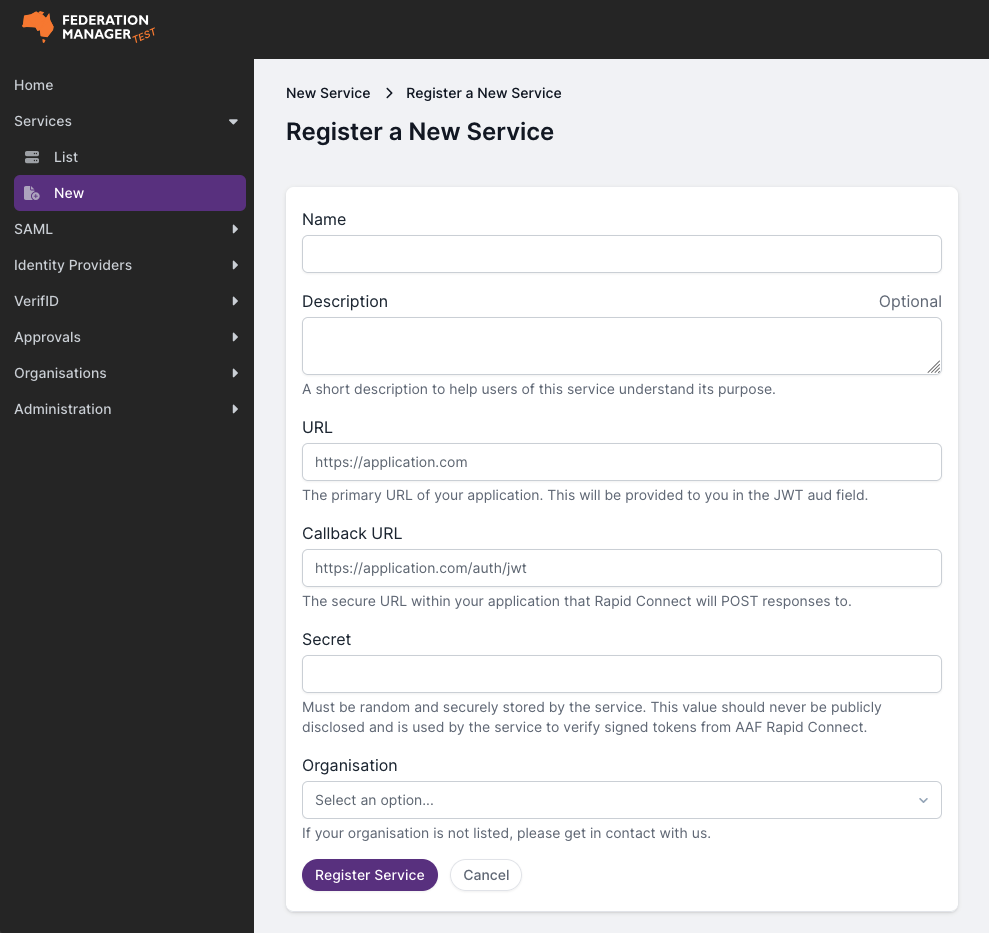 FEDERATION
MANAGER TEST
Home
Services
List
New
SAML
Identity Providers
VerifID
Approvals
Organisations
Administration
New Service > Register a New Service
Register a New Service
Name
Description Optional
A short description to help users of this service understand its purpose.
URL
https://application.com
The primary URL of your application. This will be provided to you in the JWT aud field.
Callback URL
https://application.com/auth/jwt
The secure URL within your application that Rapid Connect will POST responses to.
Secret
Must be random and securely stored by the service. This value should never be publicly
disclosed and is used by the service to verify signed tokens from AAF Rapid Connect.
Organisation
Select an option...
If your organisation is not listed, please get in contact with us.
Register Service Cancel